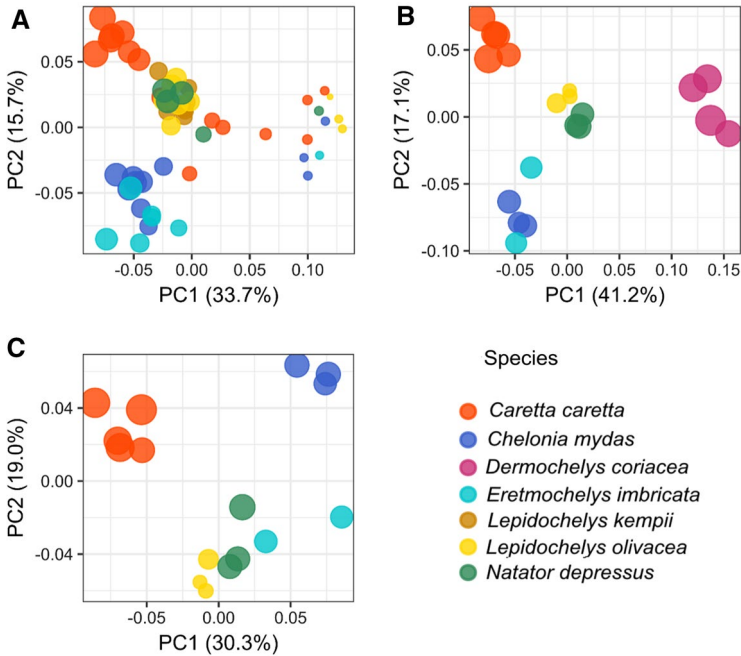 A
PC2 (15.7%)
0.05
0.00
-0.05
-0.05 0.00 0.05 0.10
PC1 (33.7%)
B
PC2 (17.1%)
0.05
0.00
-0.05
-0.10
-0.05 0.00 0.05 0.10 0.15
PC1 (41.2%)
C
PC2 (19.0%)
0.04
0.00
-0.04
-0.05 0.00 0.05
PC1 (30.3%)
Species
Caretta caretta
Chelonia mydas
Dermochelys coriacea
Eretmochelys imbricata
Lepidochelys kempii
Lepidochelys olivacea
Natator depressus